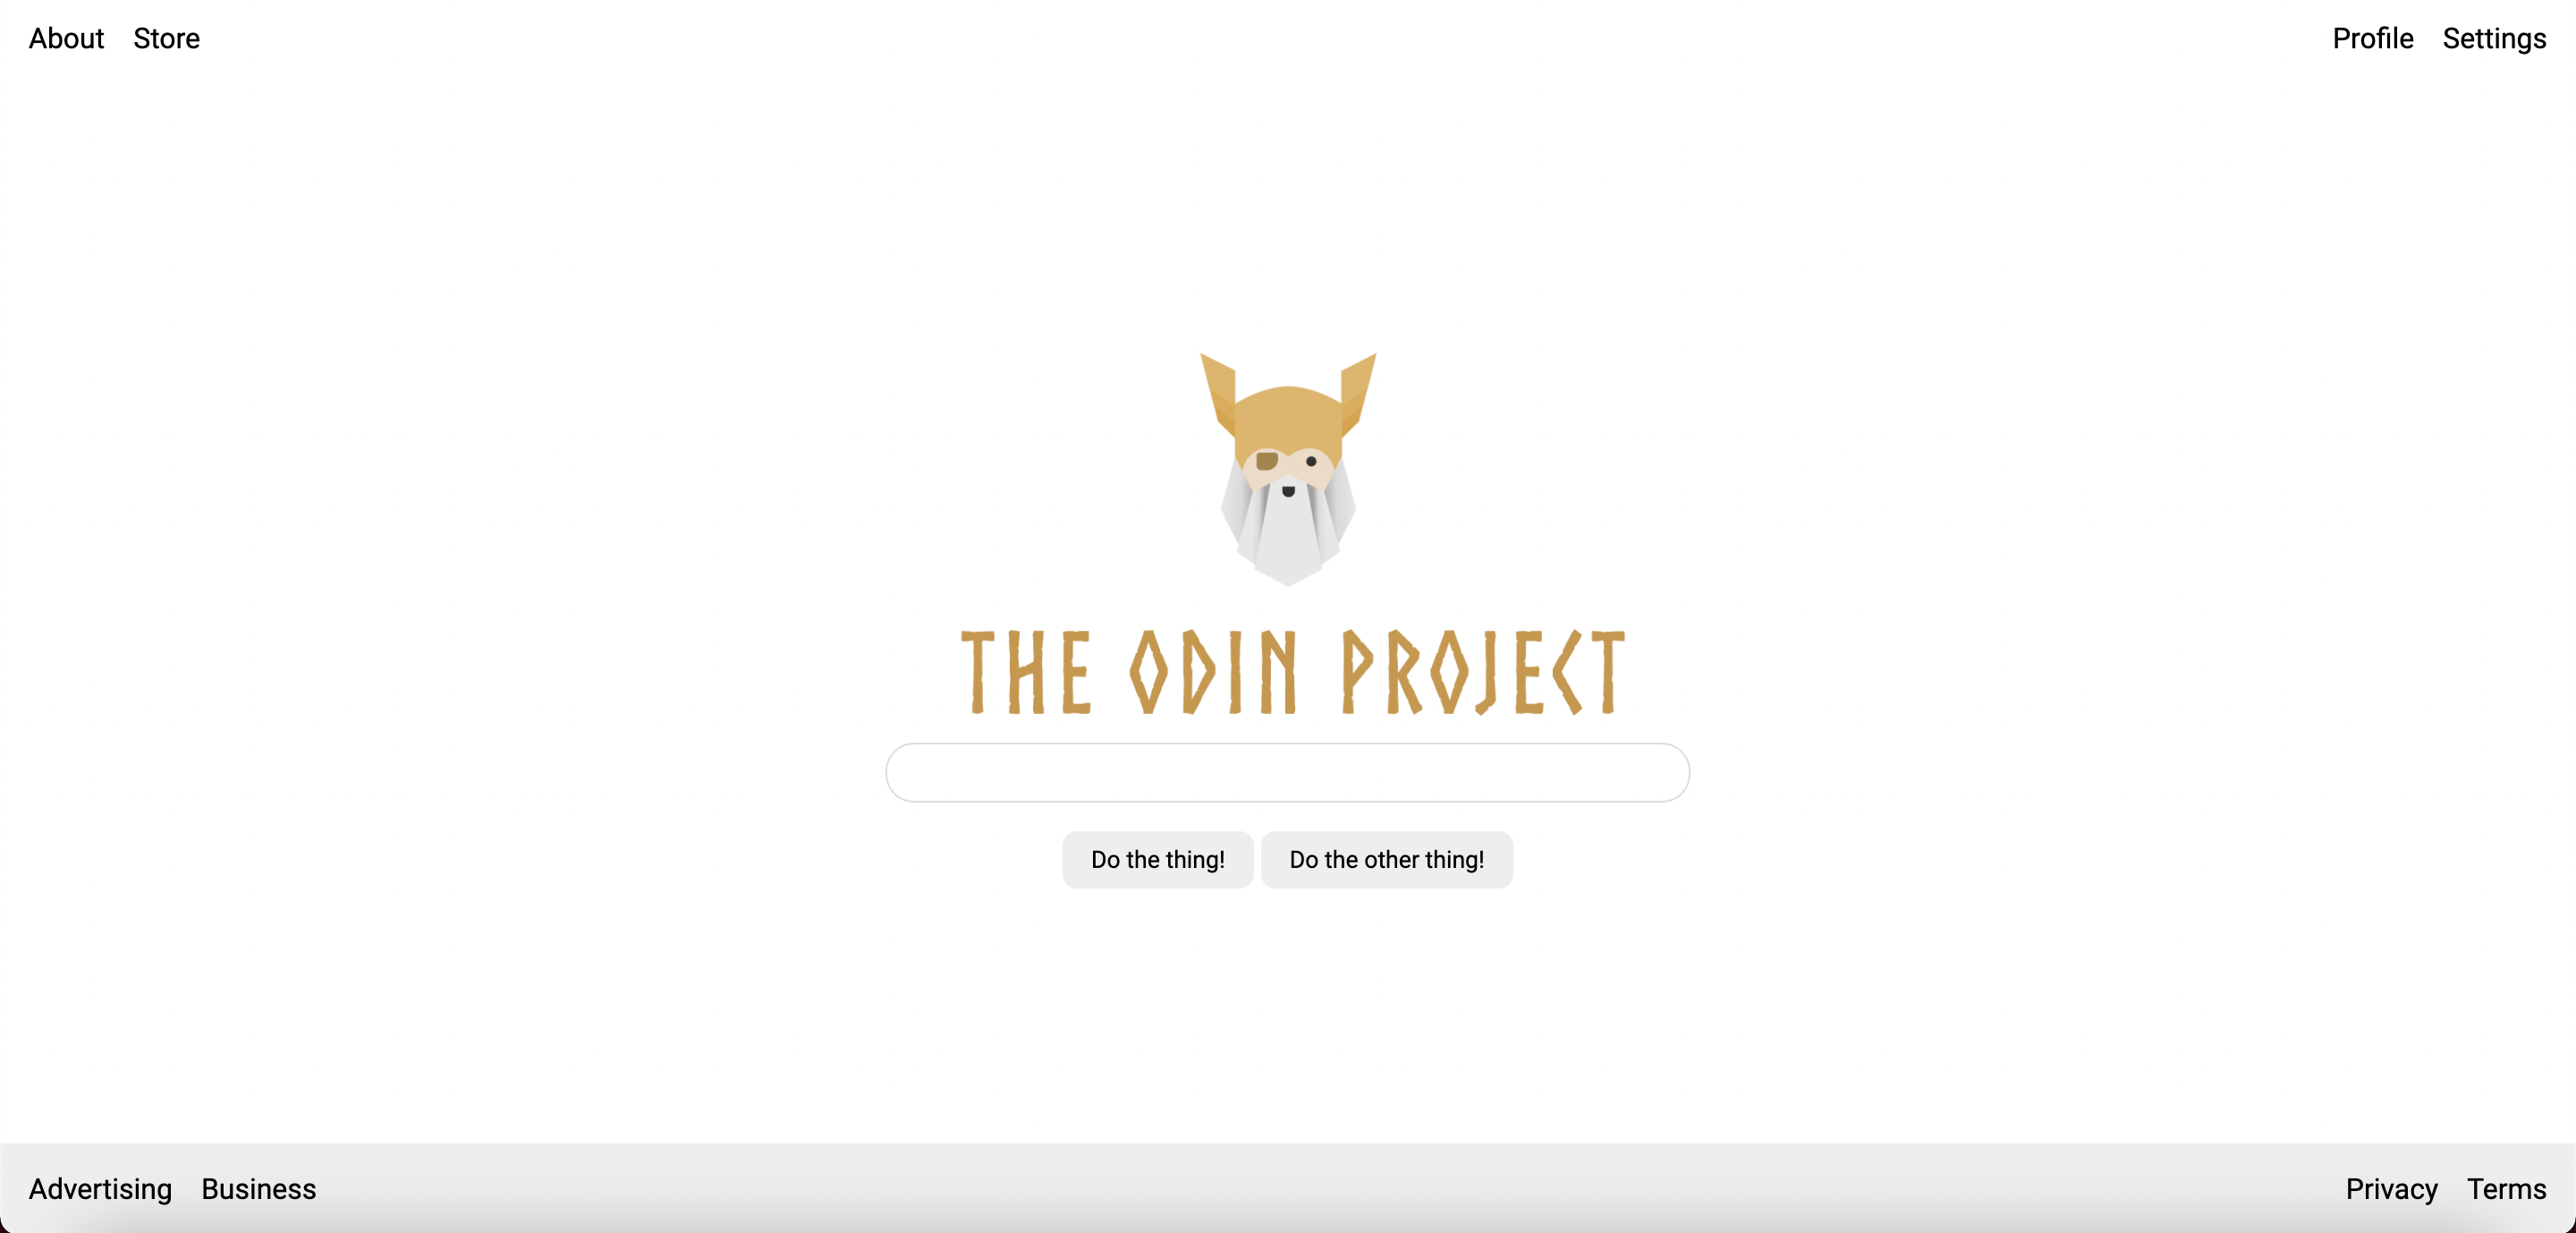 About Store Profile Settings
THE ODIN PROJECT
Do the thing! Do the other thing!
Advertising Business Privacy Terms